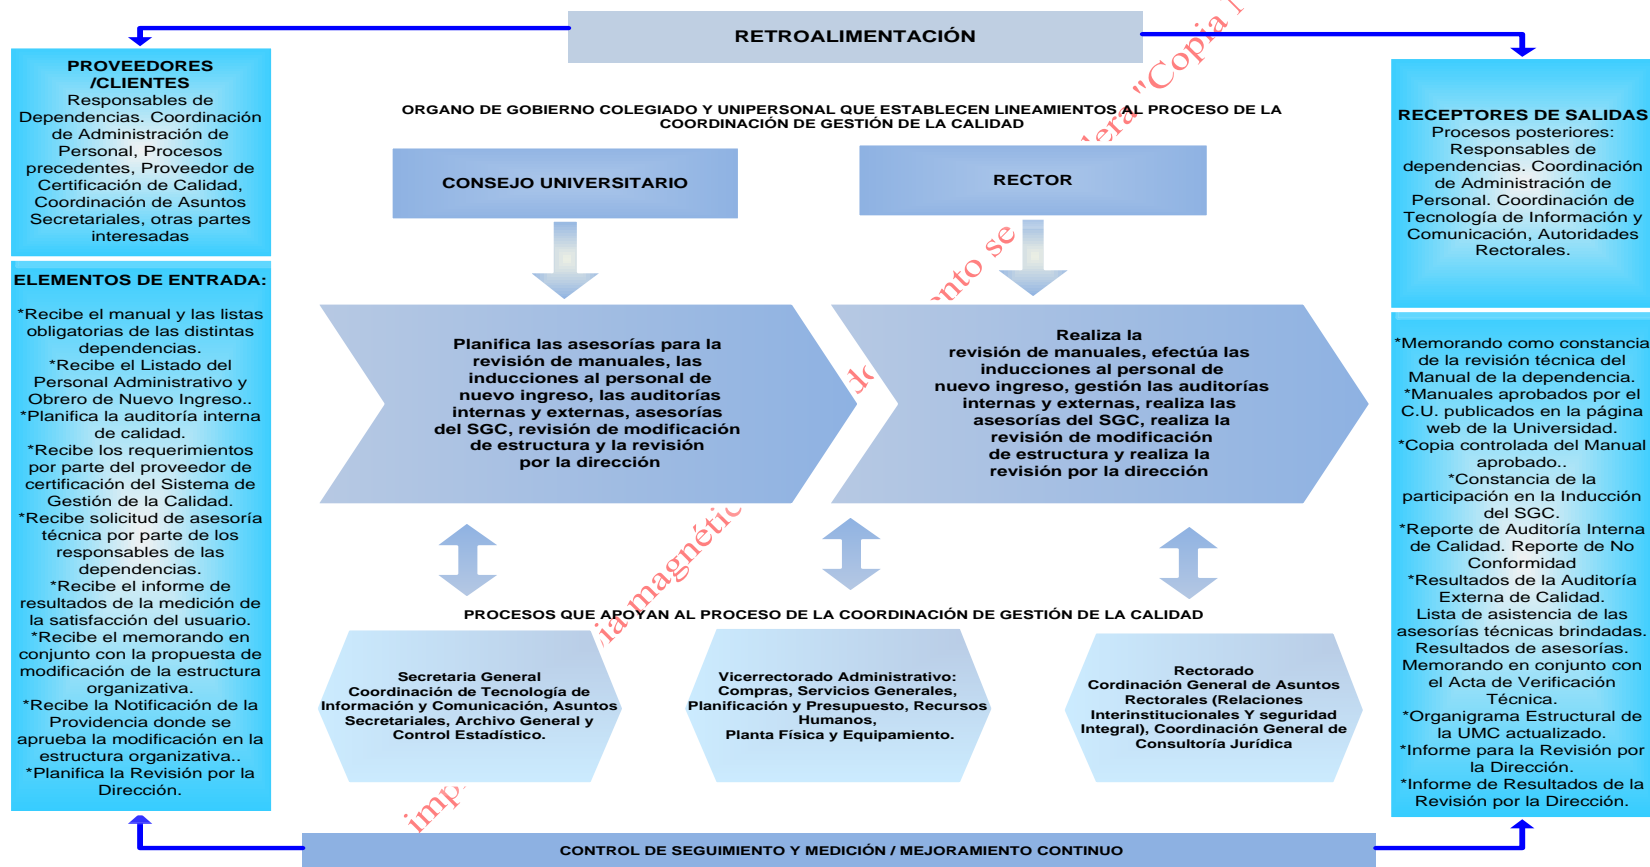 RETROALIMENTACIÓN
PROVEEDORES
/CLIENTES
Responsables de
Dependencias. Coordinación
de Administración de
Personal, Procesos
precedentes, Proveedor de
Certificación de Calidad,
Coordinación de Asuntos
Secretariales, otras partes
interesadas
ELEMENTOS DE ENTRADA:
*Recibe el manual y las listas
obligatorias de las distintas
dependencias.
*Recibe el Listado del
Personal Administrativo y
Obrero de Nuevo Ingreso..
*Planifica la auditoría interna
de calidad.
*Recibe los requerimientos
por parte del proveedor de
certificación del Sistema de
Gestión de la Calidad.
*Recibe solicitud de asesoría
técnica por parte de los
responsables de las
dependencias.
*Recibe el informe de
resultados de la medición de
la satisfacción del usuario.
*Recibe el memorando en
conjunto con la propuesta de
modificación de la estructura
organizativa.
*Recibe la Notificación de la
Providencia donde se
aprueba la modificación en la
estructura organizativa..
*Planifica la Revisión por la
Dirección.
ORGANO DE GOBIERNO COLEGIADO Y UNIPERSONAL QUE ESTABLECEN LINEAMIENTOS AL PROCESO DE LA
COORDINACIÓN DE GESTIÓN DE LA CALIDAD
CONSEJO UNIVERSITARIO
RECTOR
Planifica las asesorías para la
revisión de manuales, las
inducciones al personal de
nuevo ingreso, las auditorías
internas y externas, asesorías
del SGC, revisión de modificación
de estructura y la revisión
por la dirección
Realiza la
revisión de manuales, efectúa las
inducciones al personal de
nuevo ingreso, gestión las auditorías
internas y externas, realiza las
asesorías del SGC, realiza la
revisión de modificación
de estructura y realiza la
revisión por la dirección
PROCESOS QUE APOYAN AL PROCESO DE LA COORDINACIÓN DE GESTIÓN DE LA CALIDAD
Secretaria General
Coordinación de Tecnología de
Información y Comunicación, Asuntos
Secretariales, Archivo General y
Control Estadístico.
Vicerrectorado Administrativo:
Compras, Servicios Generales,
Planificación y Presupuesto, Recursos
Humanos,
Planta Física y Equipamiento.
Rectorado
Cordinación General de Asuntos
Rectorales (Relaciones
Interinstitucionales Y seguridad
Integral), Coordinación General de
Consultoría Jurídica
RECEPTORES DE SALIDAS
Procesos posteriores:
Responsables de
dependencias. Coordinación
de Administración de
Personal. Coordinación de
Tecnología de Información y
Comunicación, Autoridades
Rectorales.
*Memorando como constancia
de la revisión técnica del
Manual de la dependencia.
*Manuales aprobados por el
C.U. publicados en la página
web de la Universidad.
*Copia controlada del Manual
aprobado..
*Constancia de la
participación en la Inducción
del SGC.
*Reporte de Auditoría Interna
de Calidad. Reporte de No
Conformidad
*Resultados de la Auditoría
Externa de Calidad.
Lista de asistencia de las
asesorías técnicas brindadas.
Resultados de asesorías.
Memorando en conjunto con
el Acta de Verificación
Técnica.
*Organigrama Estructural de
la UMC actualizado.
*Informe para la Revisión por
la Dirección.
*Informe de Resultados de la
Revisión por la Dirección.
CONTROL DE SEGUIMIENTO Y MEDICIÓN / MEJORAMIENTO CONTINUO
se
"Copia